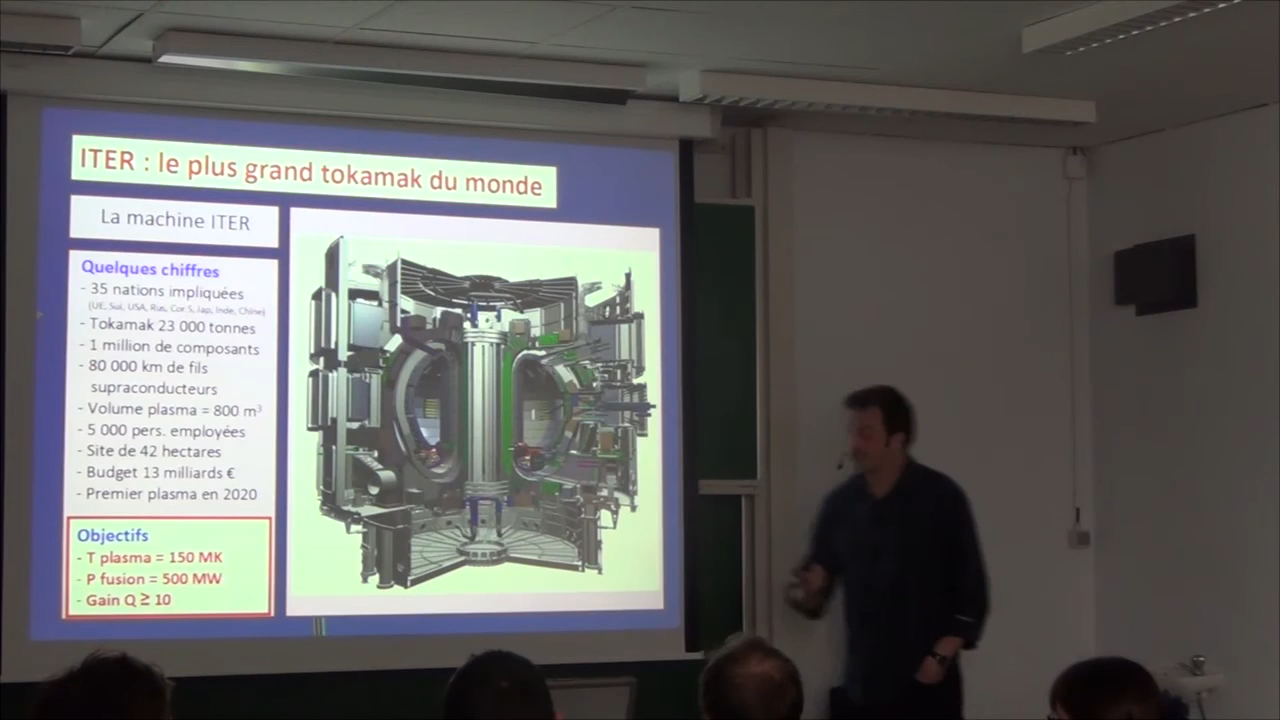 ITER : le plus grand tokamak du monde
La machine ITER
Quelques chiffres
- 35 nations impliquées
(UE, Sui, USA, Rus, Cor S, Jap, Inde, Chine)
- Tokamak 23 000 tonnes
- 1 million de composants
- 80 000 km de fils
supraconducteurs
- Volume plasma = 800 m³
- 5 000 pers. employées
- Site de 42 hectares
- Budget 13 milliards €
- Premier plasma en 2020
Objectifs
- T plasma = 150 MK
- P fusion = 500 MW
- Gain Q ≥ 10